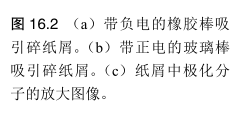 图 16.2 （a）带负电的橡胶棒吸
引碎纸屑。（b）带正电的玻璃棒
吸引碎纸屑。（c）纸屑中极化分
子的放大图像。